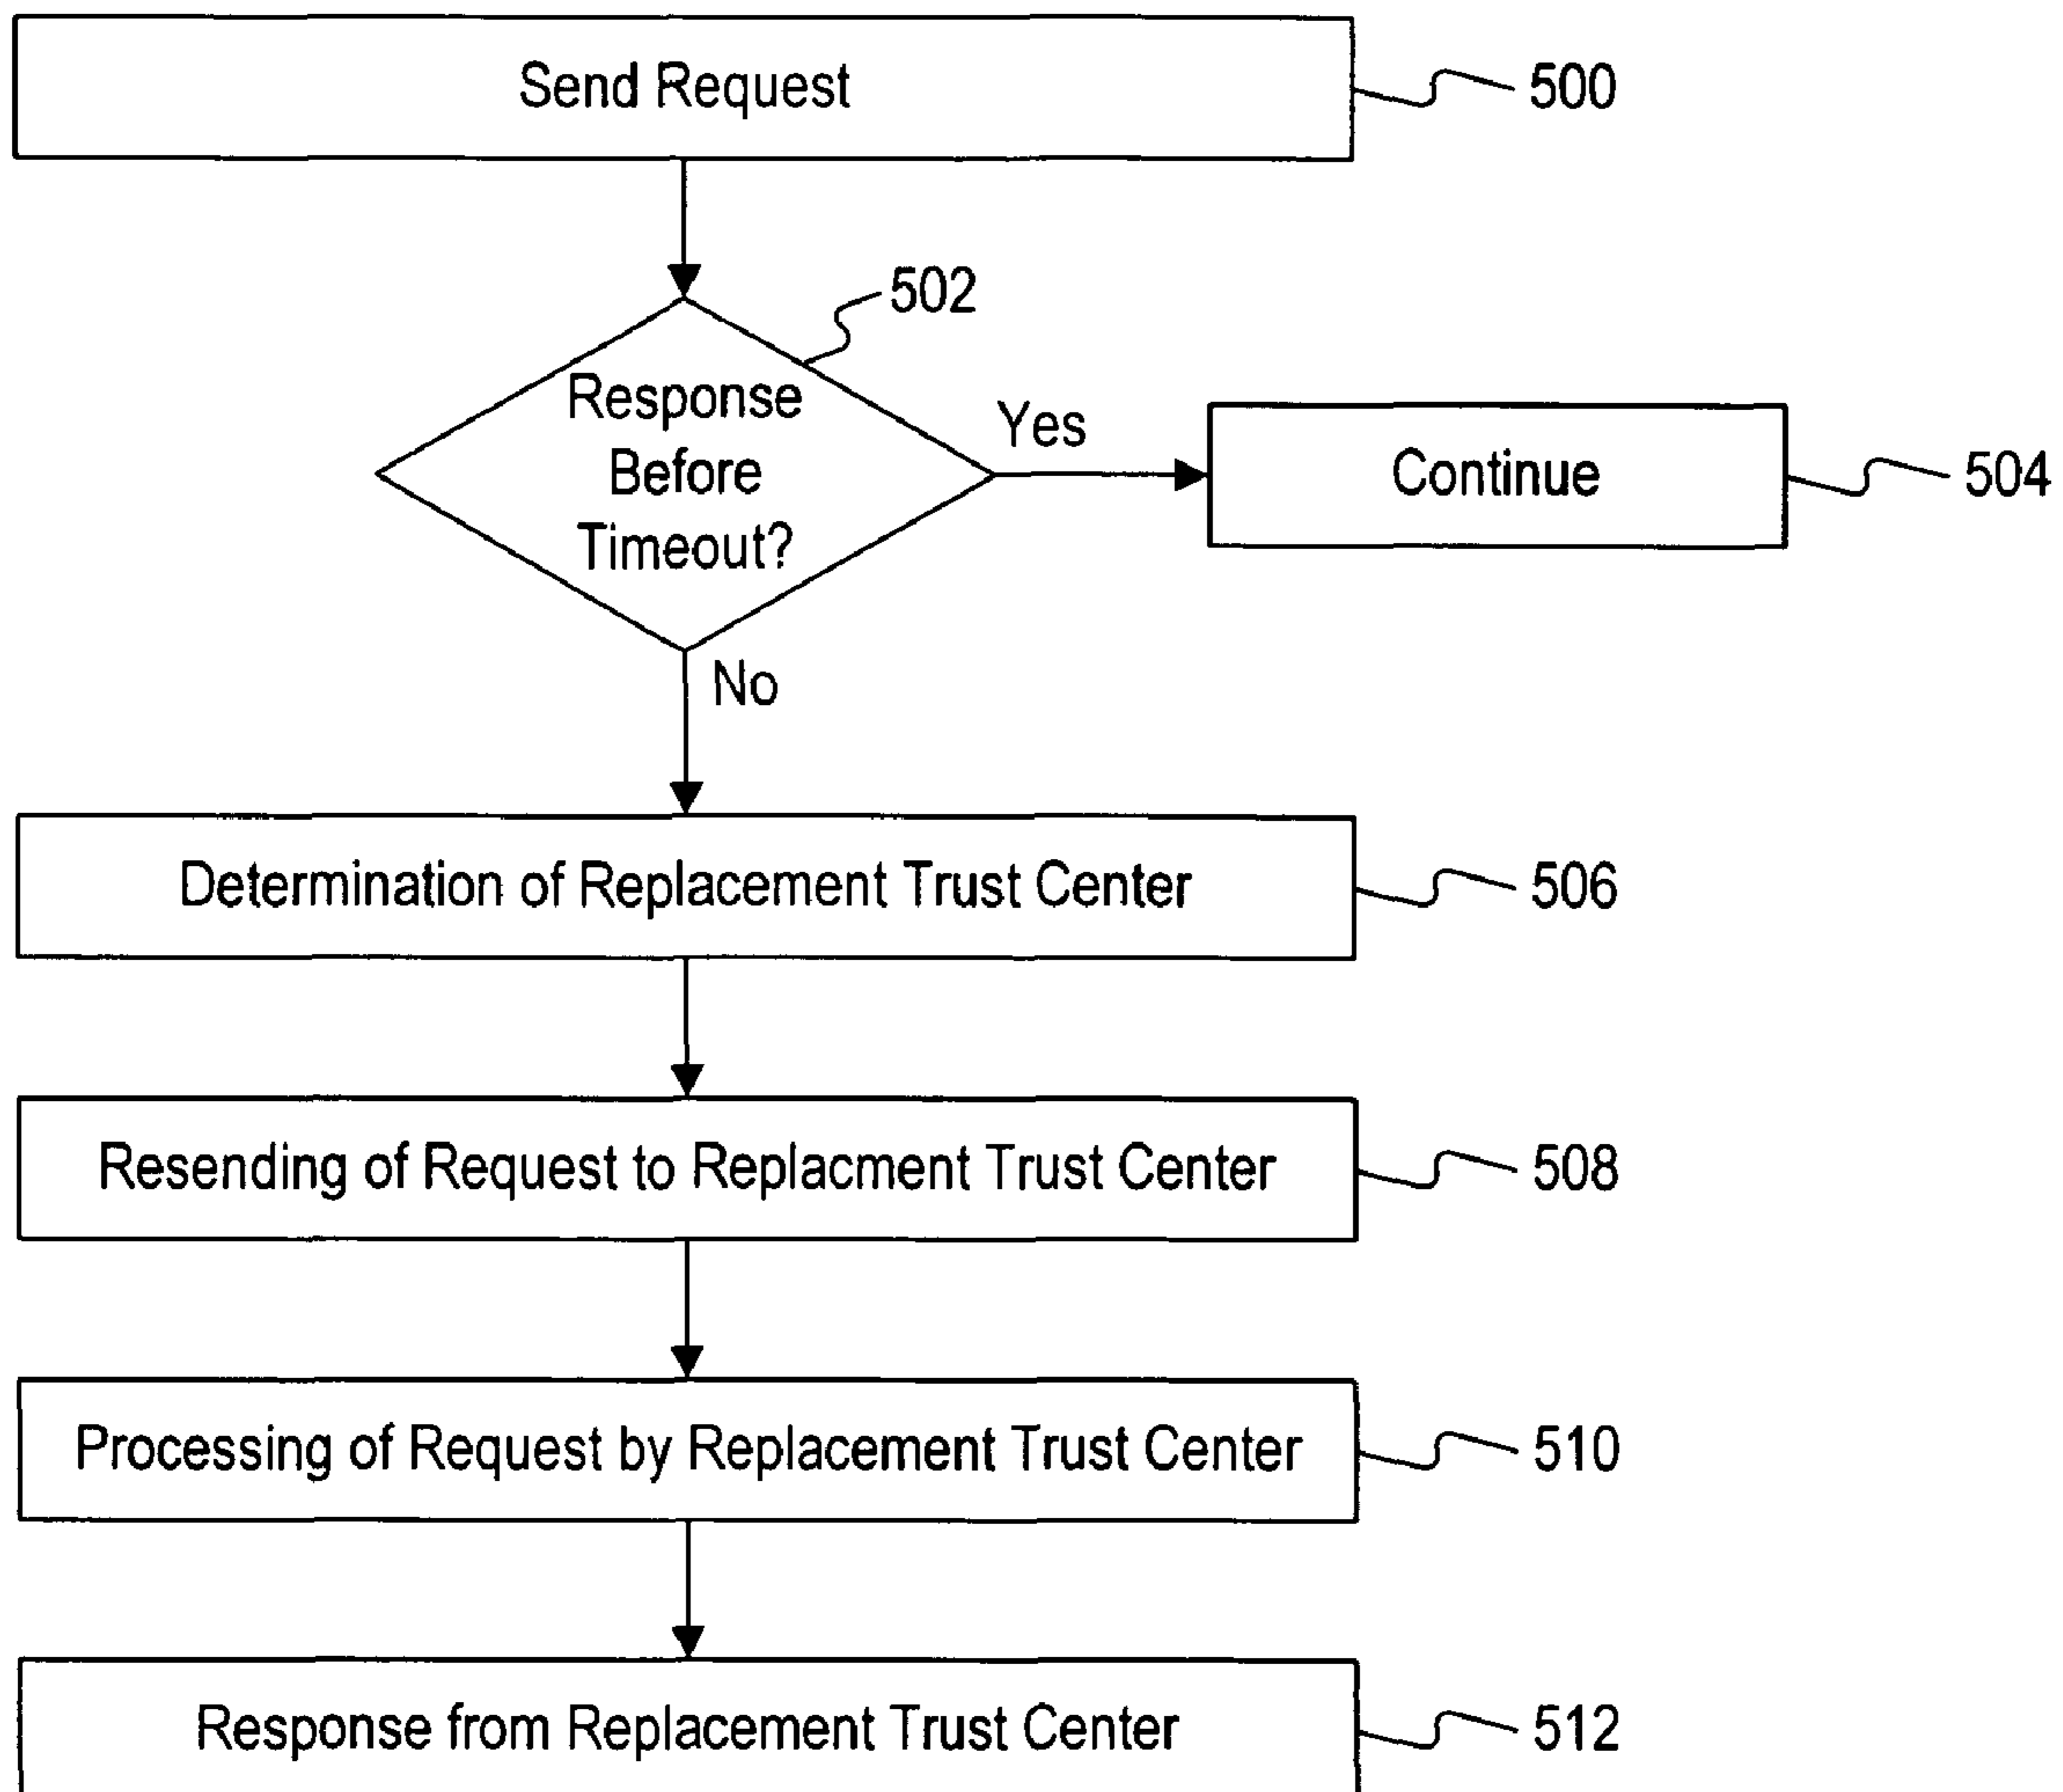 Send Request
500
502
Response
Before
Timeout?
Yes
Continue
504
No
Determination of Replacement Trust Center
506
Resending of Request to Replacment Trust Center
508
Processing of Request by Replacement Trust Center
510
Response from Replacement Trust Center
512